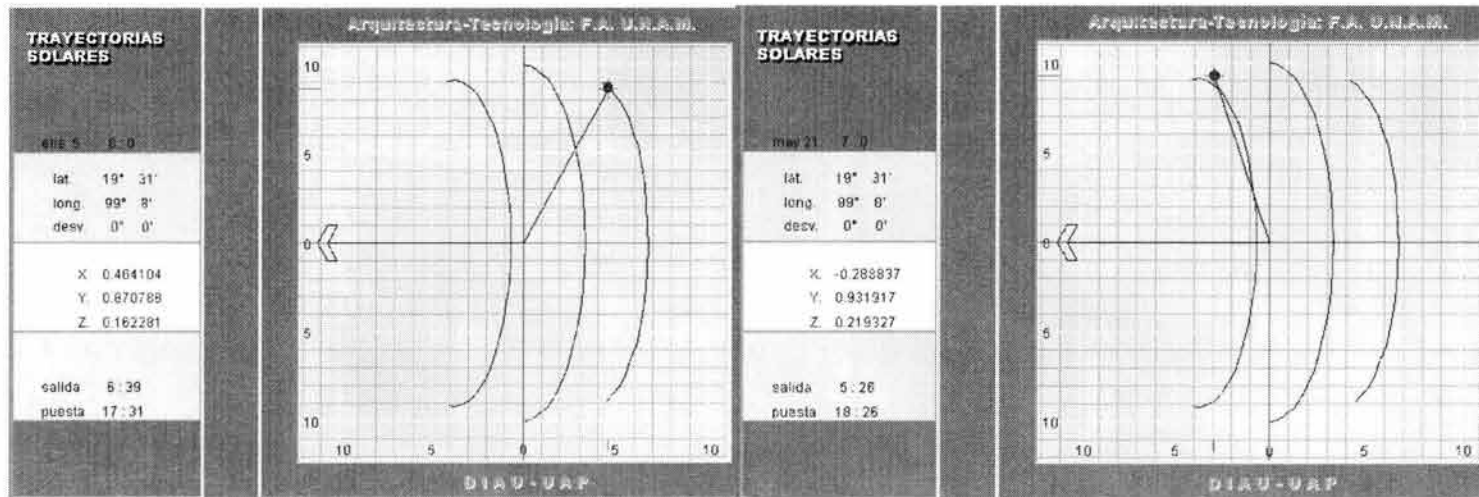 TRAYECTORIAS
SOLARES
8:0
lat. 19° 31'
long. 99° 8'
desv. 0° 0'
X 0.464104
Y. 0.870788
Z. 0.162281
salida 6:39
puesta 17:31
Arquitectura-Tecnología: F.A. U.N.A.M.
10
5
0
5
10
10 5 0 5 10
DIAU-UAP
TRAYECTORIAS
SOLARES
may 21 7:0
lat. 19° 31'
long. 99° 8'
desv. 0° 0'
X. -0.288837
Y. 0.931917
Z. 0.219327
salida 5:26
puesta 18:26
Arquitectura-Tecnología: F.A. U.N.A.M.
10
5
0
5
10
10 5 0 5 10
DIAU-UAP